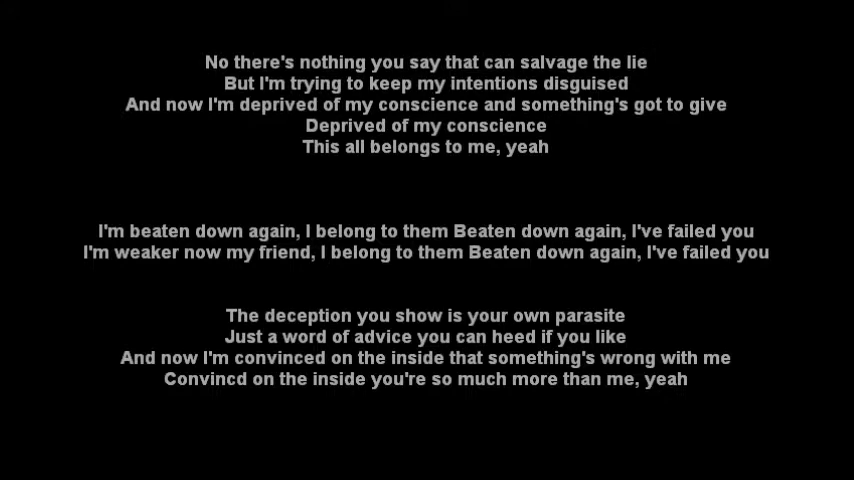 No there's nothing you say that can salvage the lie
But I'm trying to keep my intentions disguised
And now I'm deprived of my conscience and something's got to give
Deprived of my conscience
This all belongs to me, yeah
I'm beaten down again, I belong to them Beaten down again, I've failed you
I'm weaker now my friend, I belong to them Beaten down again, I've failed you
The deception you show is your own parasite
Just a word of advice you can heed if you like
And now I'm convinced on the inside that something's wrong with me
Convincd on the inside you're so much more than me, yeah